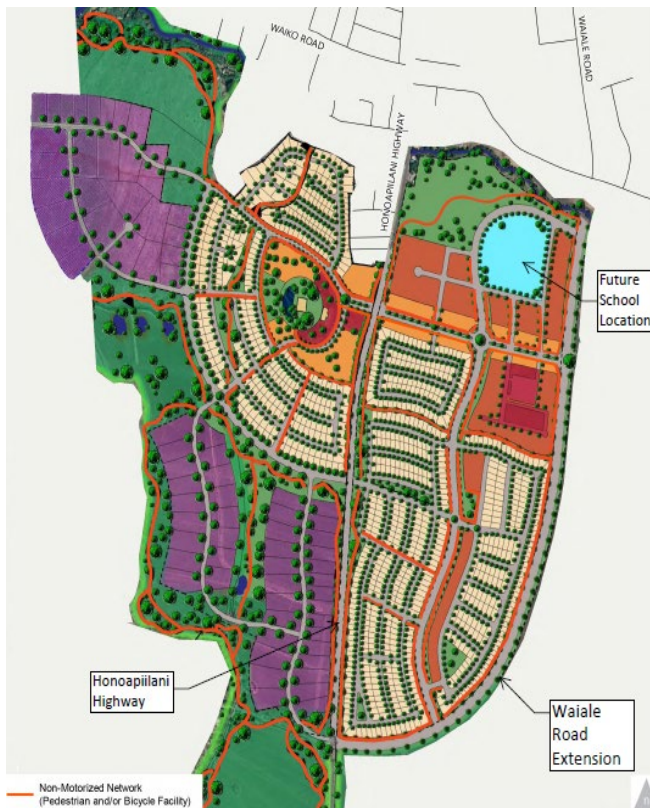 WAIKO ROAD
WAIALE ROAD
HONOAPIILANI HIGHWAY
Future
School
Location
Honoapiilani
Highway
Waiale
Road
Extension
Non-Motorized Network
(Pedestrian and/or Bicycle Facility)